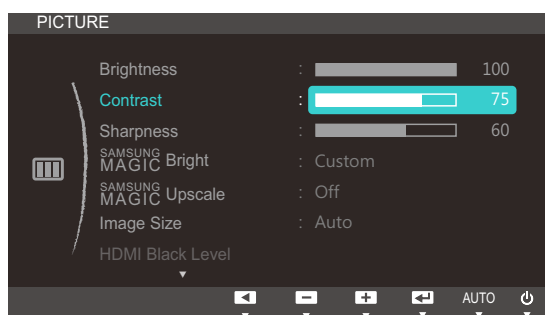 PICTURE
Brightness : 100
Contrast : 75
Sharpness : 60
SAMSUNG MAGIC Bright : Custom
SAMSUNG MAGIC Upscale : Off
Image Size : Auto
HDMI Black Level
AUTO